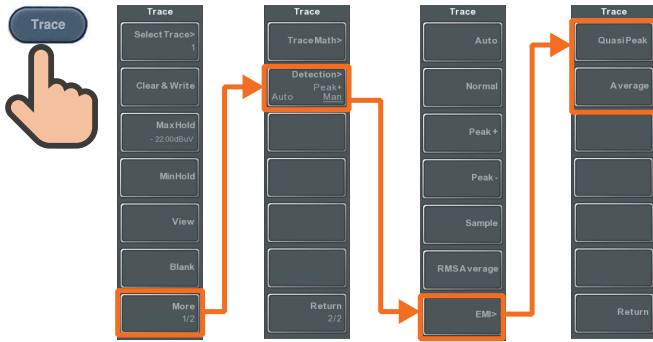 Trace
Trace
Select Trace>
1
Clear & Write
Max Hold
- 22.00dBuV
Min Hold
View
Blank
More
1/2
Trace
Trace Math>
Detection>
Peak+
Auto Man
Return
2/2
Trace
Auto
Normal
Peak +
Peak -
Sample
RMS Average
EMI>
Trace
Quasi Peak
Average
Return